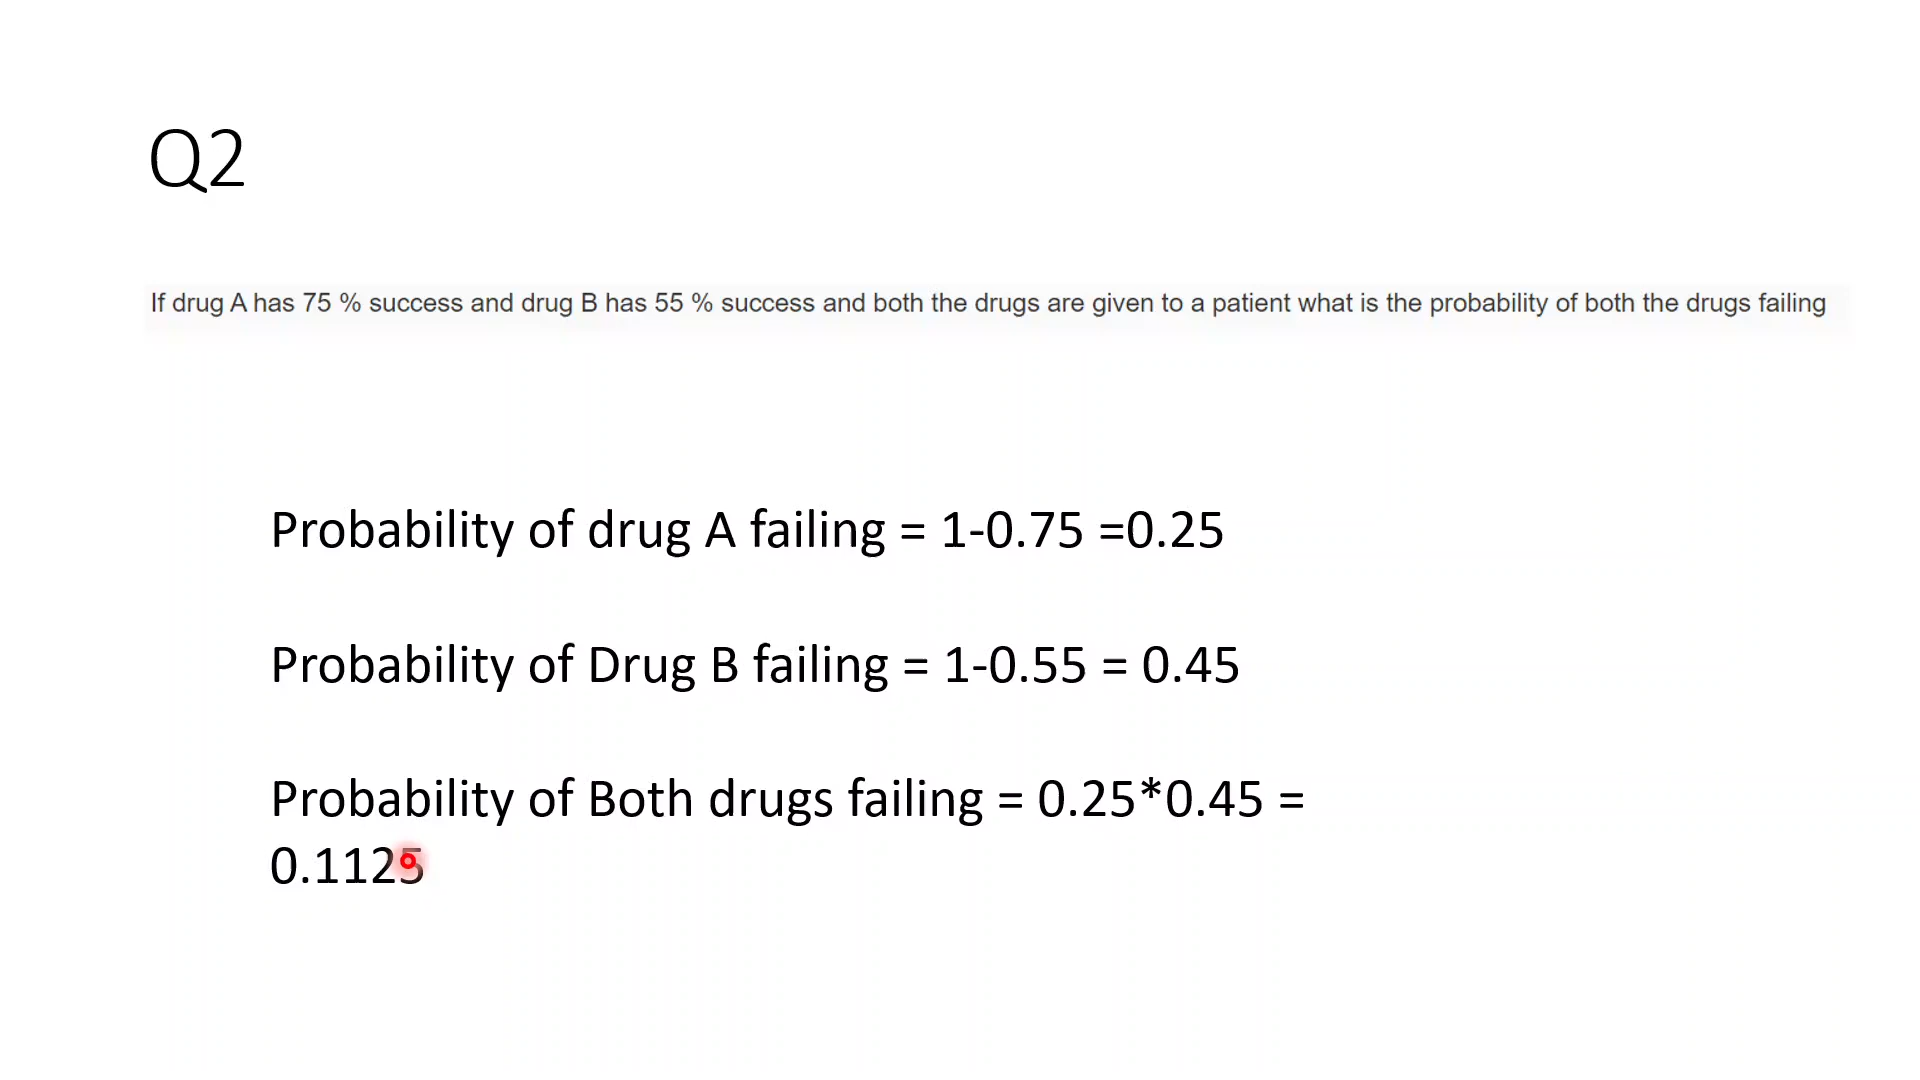 Q2
If drug A has 75 % success and drug B has 55 % success and both the drugs are given to a patient what is the probability of both the drugs failing
Probability of drug A failing = 1-0.75 =0.25
Probability of Drug B failing = 1-0.55 = 0.45
Probability of Both drugs failing = 0.25*0.45 =
0.1125